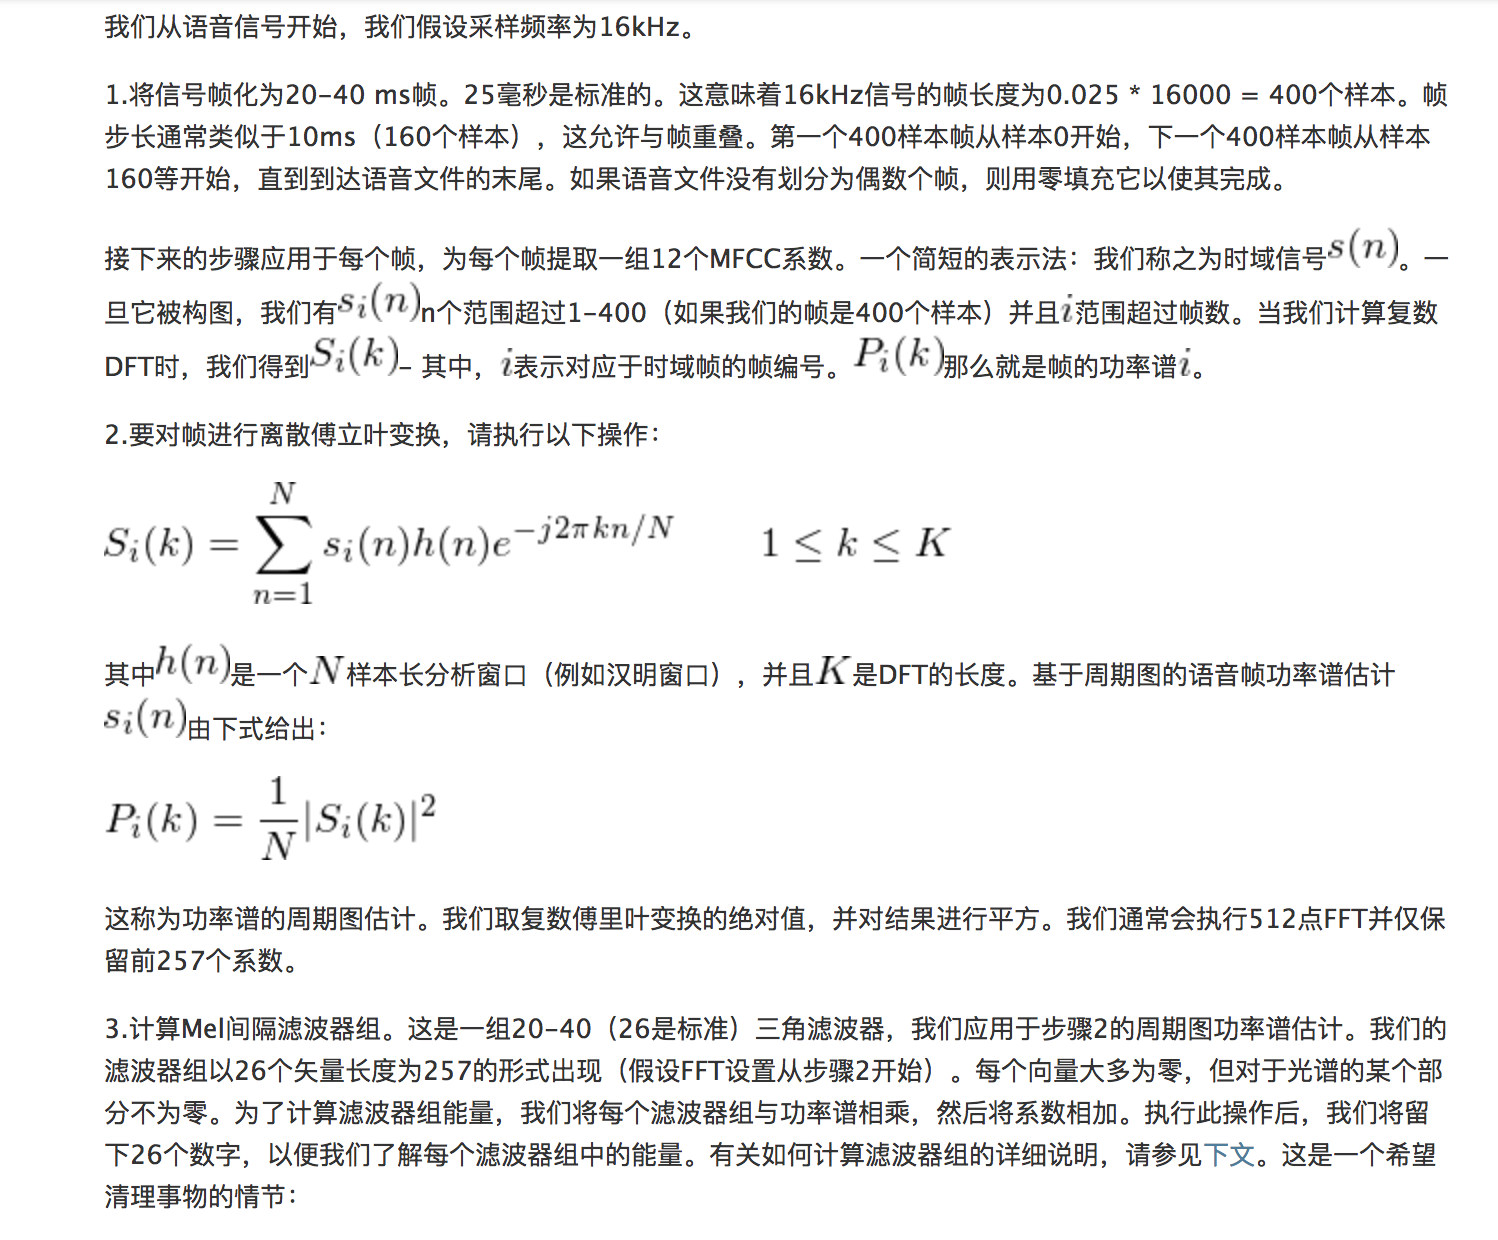 我们从语音信号开始，我们假设采样频率为16kHz。
1.将信号帧化为20-40 ms帧。25毫秒是标准的。这意味着16kHz信号的帧长度为0.025 * 16000 = 400个样本。帧
步长通常类似于10ms（160个样本），这允许与帧重叠。第一个400样本帧从样本0开始，下一个400样本帧从样本
160等开始，直到到达语音文件的末尾。如果语音文件没有划分为偶数个帧，则用零填充它以使其完成。
接下来的步骤应用于每个帧，为每个帧提取一组12个MFCC系数。一个简短的表示法：我们称之为时域信号s(n)。一
旦它被构图，我们有s_i(n)n个范围超过1-400（如果我们的帧是400个样本）并且i范围超过帧数。当我们计算复数
DFT时，我们得到S_i(k)- 其中，i表示对应于时域帧的帧编号。P_i(k)那么就是帧的功率谱i。
2.要对帧进行离散傅立叶变换，请执行以下操作：
S_i(k) = \sum_{n=1}^{N} s_i(n)h(n)e^{-j2πkn/N} 1 ≤ k ≤ K
其中h(n)是一个N样本长分析窗口（例如汉明窗口），并且K是DFT的长度。基于周期图的语音帧功率谱估计
s_i(n)由下式给出：
P_i(k) = \frac{1}{N}|S_i(k)|^2
这称为功率谱的周期图估计。我们取复数傅里叶变换的绝对值，并对结果进行平方。我们通常会执行512点FFT并仅保
留前257个系数。
3.计算Mel间隔滤波器组。这是一组20-40（26是标准）三角滤波器，我们应用于步骤2的周期图功率谱估计。我们的
滤波器组以26个矢量长度为257的形式出现（假设FFT设置从步骤2开始）。每个向量大多为零，但对于光谱的某个部
分不为零。为了计算滤波器组能量，我们将每个滤波器组与功率谱相乘，然后将系数相加。执行此操作后，我们将留
下26个数字，以便我们了解每个滤波器组中的能量。有关如何计算滤波器组的详细说明，请参见下文。这是一个希望
清理事物的情节：